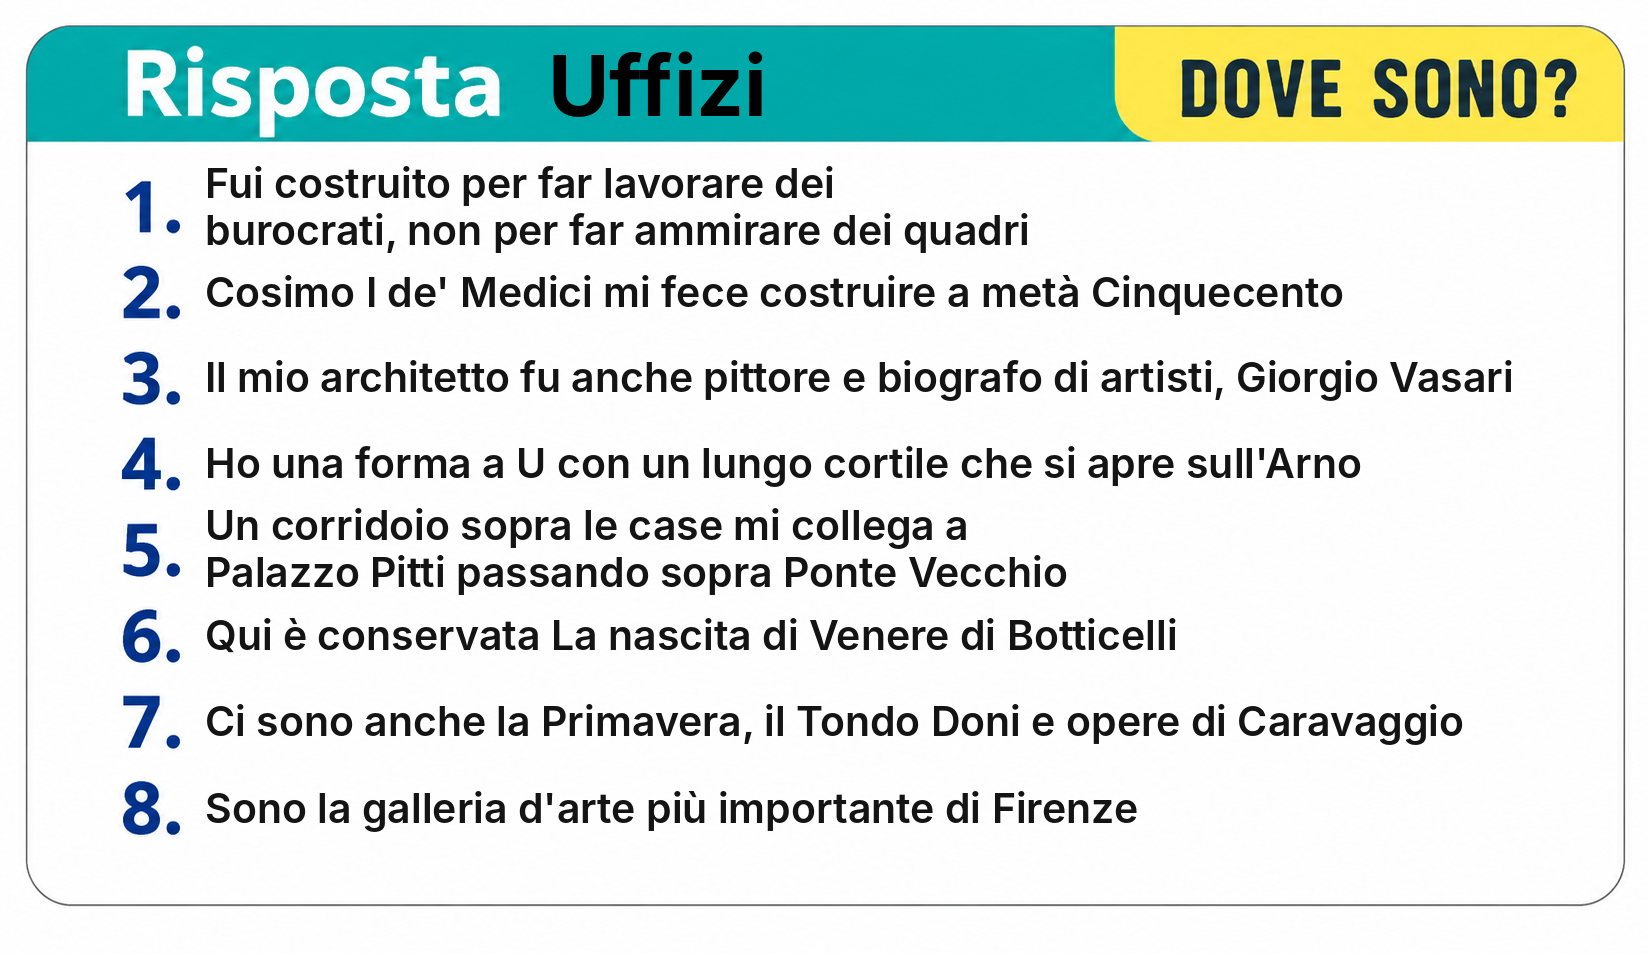 Risposta Uffizi DOVE SONO?
1. Fui costruito per far lavorare dei
burocrati, non per far ammirare dei quadri
2. Cosimo I de' Medici mi fece costruire a metà Cinquecento
3. Il mio architetto fu anche pittore e biografo di artisti, Giorgio Vasari
4. Ho una forma a U con un lungo cortile che si apre sull'Arno
5. Un corridoio sopra le case mi collega a
Palazzo Pitti passando sopra Ponte Vecchio
6. Qui è conservata La nascita di Venere di Botticelli
7. Ci sono anche la Primavera, il Tondo Doni e opere di Caravaggio
8. Sono la galleria d'arte più importante di Firenze